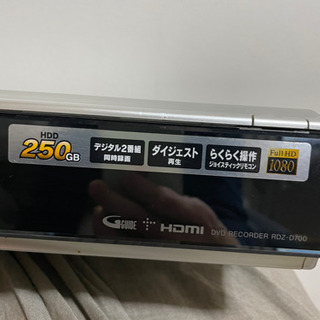 HDD
250GB
デジタル2番組
同時録画
ダイジェスト
再生
らくらく操作
ジョイスティックリモコン
Full HD
1080
G-GUIDE
HDMI
DVD RECORDER RDZ-D700